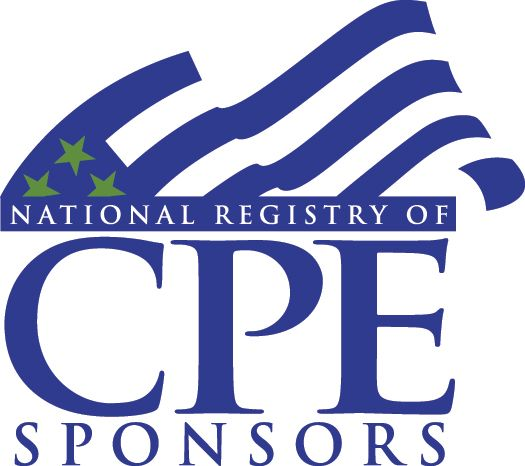 NATIONAL REGISTRY OF
CPE
SPONSORS